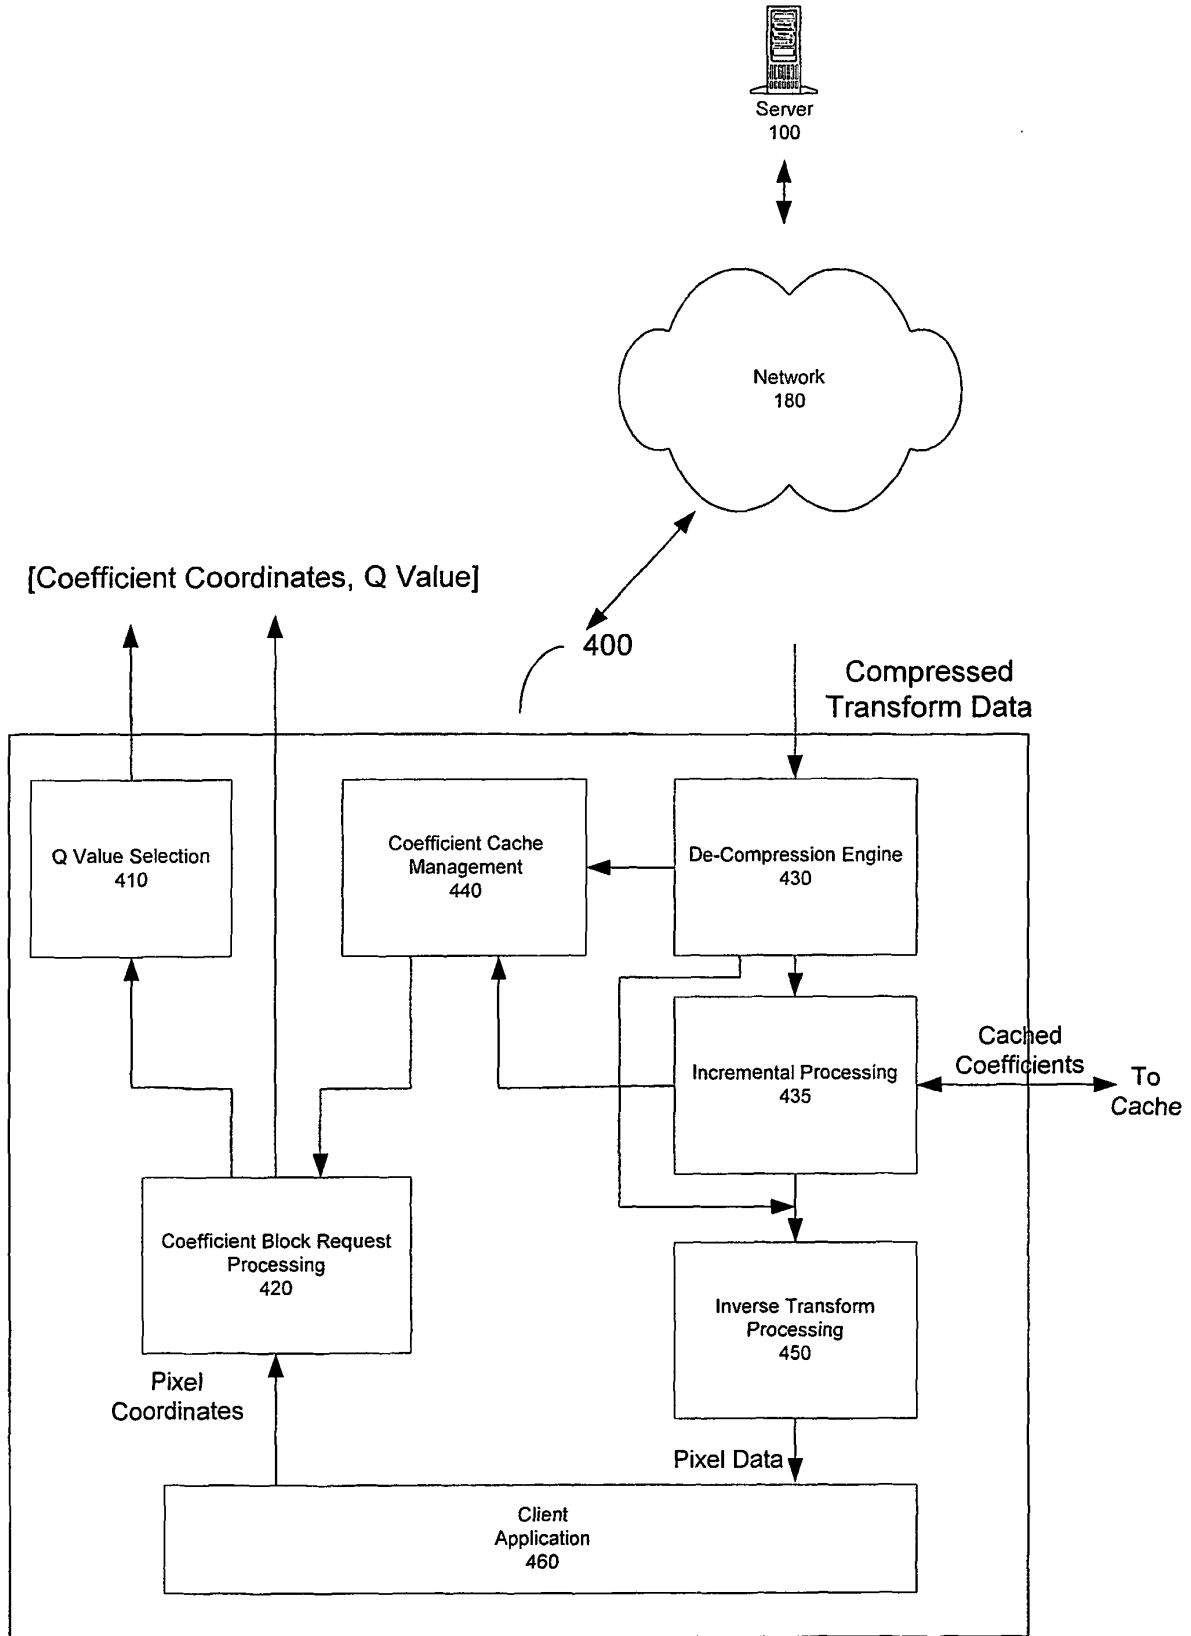 Server
100
Network
180
[Coefficient Coordinates, Q Value]
400
Compressed
Transform Data
Q Value Selection
410
Coefficient Cache
Management
440
De-Compression Engine
430
Incremental Processing
435
Cached
Coefficients
To
Cache
Coefficient Block Request
Processing
420
Inverse Transform
Processing
450
Pixel
Coordinates
Pixel Data
Client
Application
460